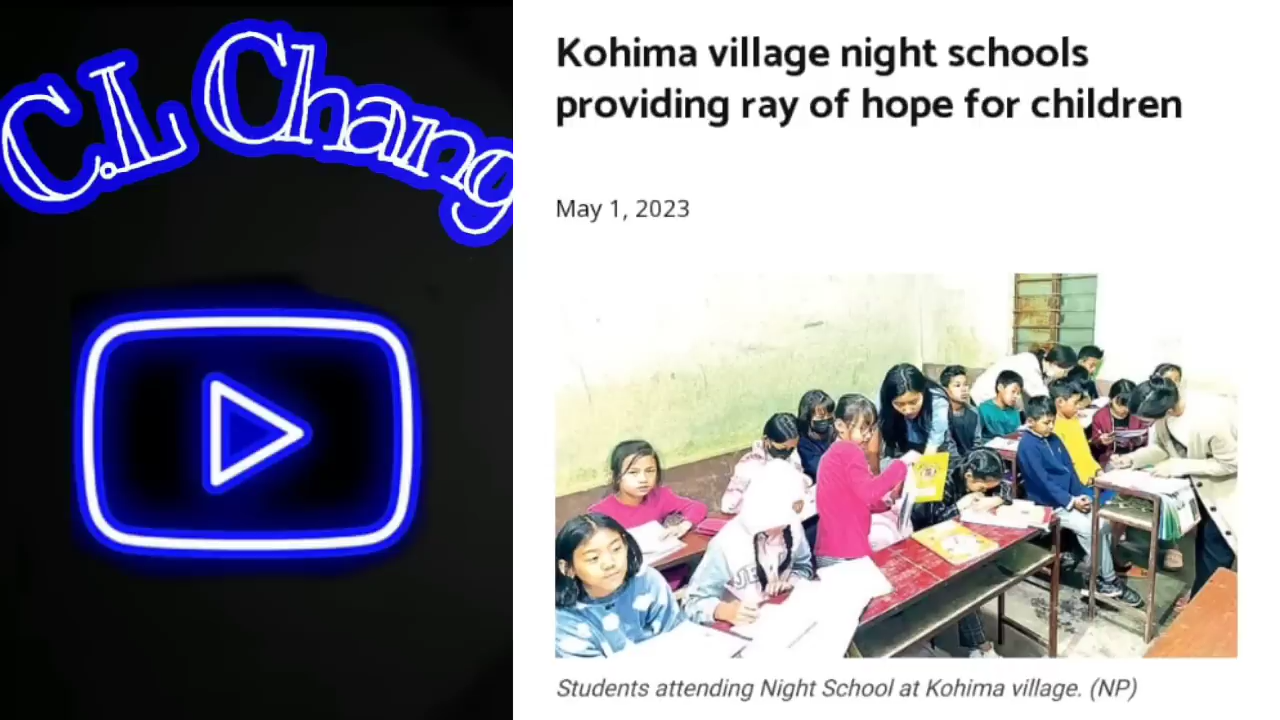 C.L Chang
Kohima village night schools
providing ray of hope for children
May 1, 2023
Students attending Night School at Kohima village. (NP)